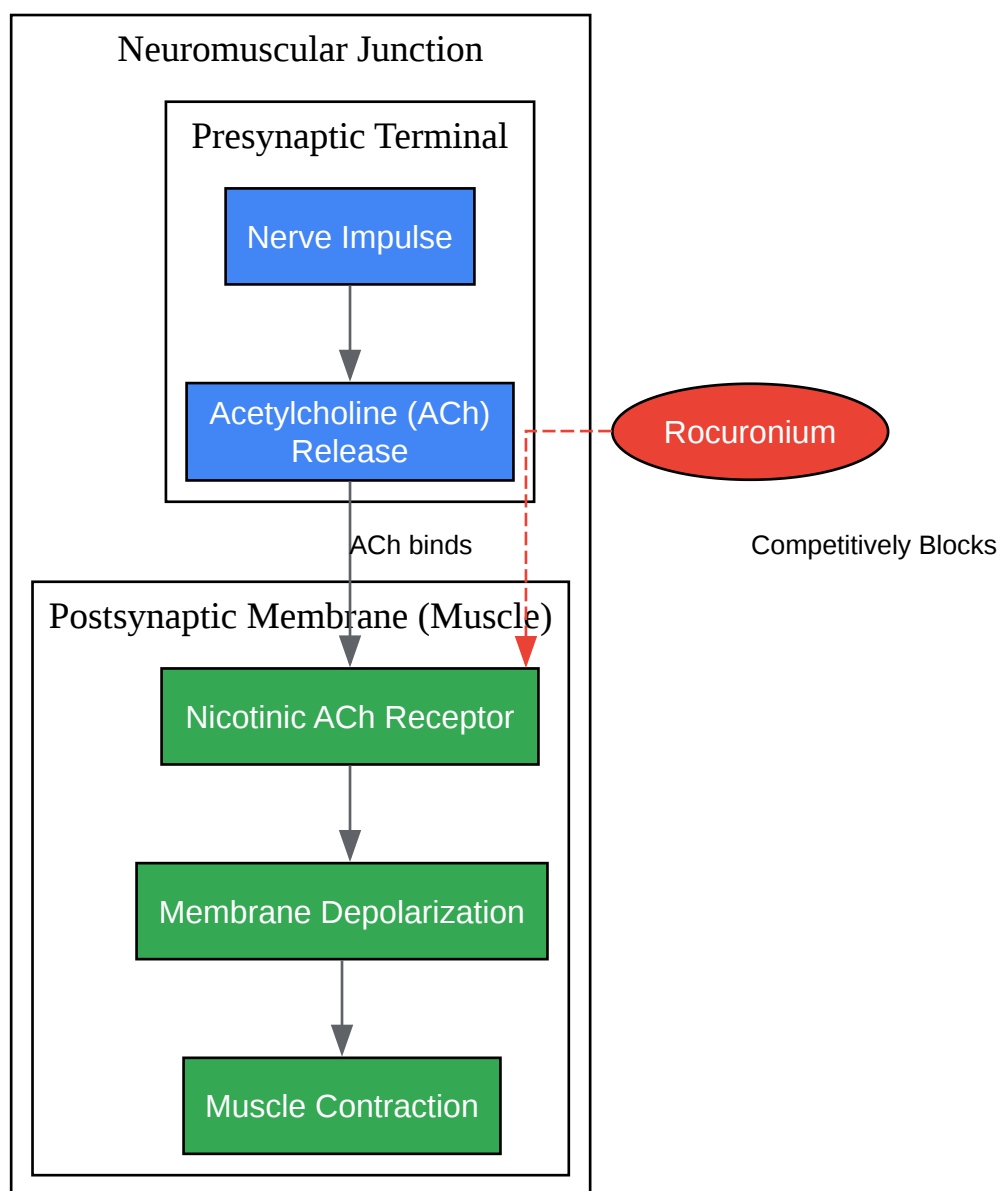 Neuromuscular Junction
Presynaptic Terminal
Nerve Impulse
Acetylcholine (ACh)
Release
Rocuronium
ACh binds
Competitively Blocks
Postsynaptic Membrane (Muscle)
Nicotinic ACh Receptor
Membrane Depolarization
Muscle Contraction